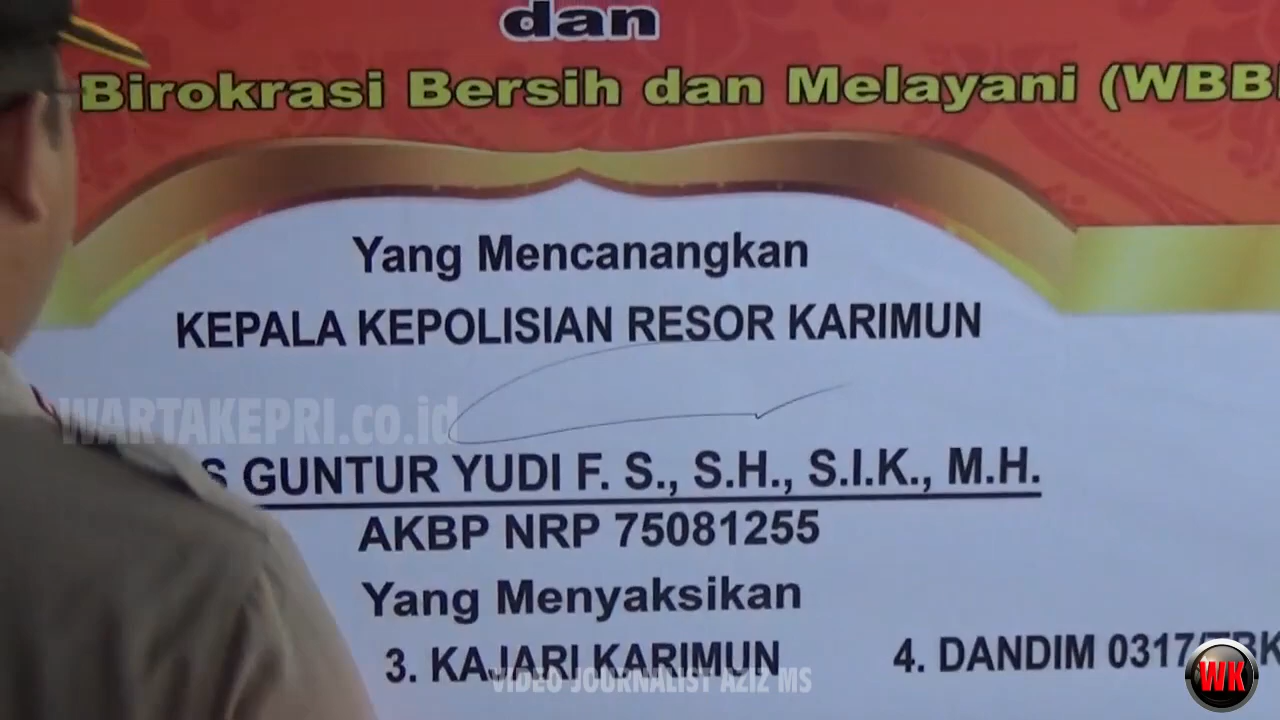 dan
Birokrasi Bersih dan Melayani (WBB
Yang Mencanangkan
KEPALA KEPOLISIAN RESOR KARIMUN
WARTAKEPRI.co.id
S GUNTUR YUDI F. S., S.H., S.I.K., M.H.
AKBP NRP 75081255
Yang Menyaksikan
3. KAJARI KARIMUN 4. DANDIM 0317/TBK
VIDEO JOURNALIST AZIZ MS
WK